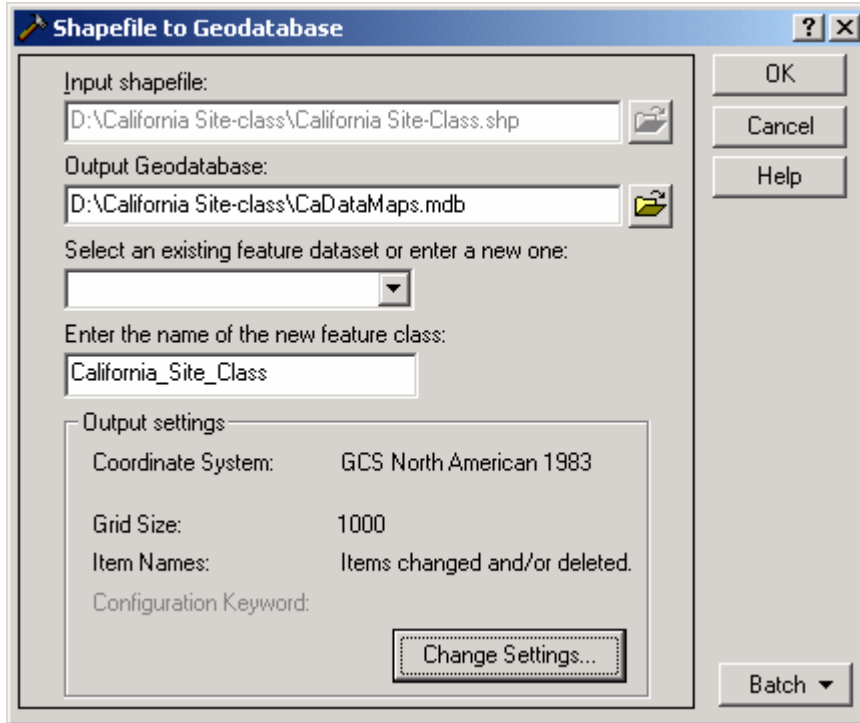 Shapefile to Geodatabase
Input shapefile:
D:\California Site-class\California Site-Class.shp
Output Geodatabase:
D:\California Site-class\CaDataMaps.mdb
Select an existing feature dataset or enter a new one:
Enter the name of the new feature class:
California_Site_Class
Output settings
Coordinate System: GCS North American 1983
Grid Size: 1000
Item Names: Items changed and/or deleted.
Configuration Keyword:
Change Settings...
OK
Cancel
Help
Batch